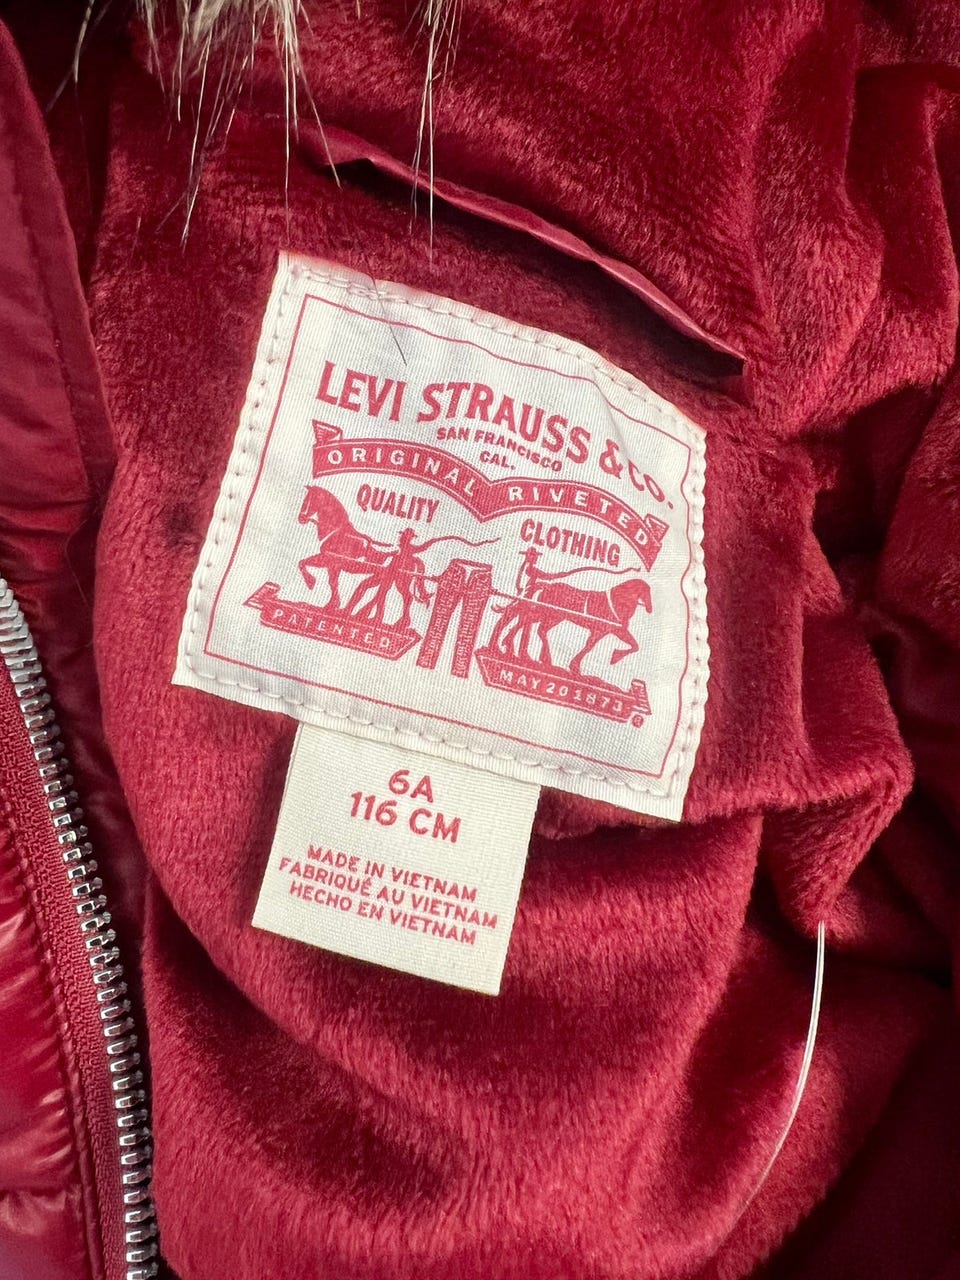 LEVI STRAUSS & CO.
SAN FRANCISCO
CAL.
ORIGINAL RIVETED
QUALITY CLOTHING
PATENTED MAY 20 1873 ®
6A
116 CM
MADE IN VIETNAM
FABRIQUÉ AU VIETNAM
HECHO EN VIETNAM